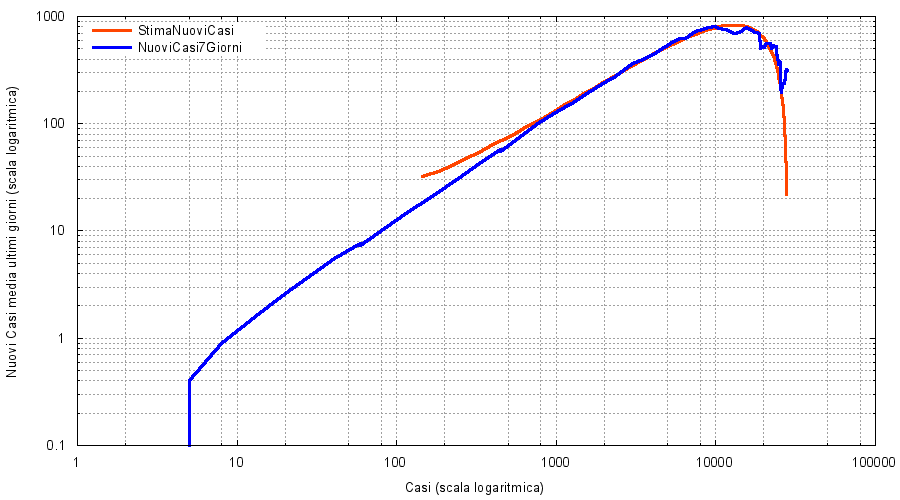 StimaNuoviCasi
NuoviCasi7Giorni
Nuovi Casi media ultimi giorni (scala logaritmica)
1000
100
10
1
0.1
1
10
100
1000
10000
100000
Casi (scala logaritmica)